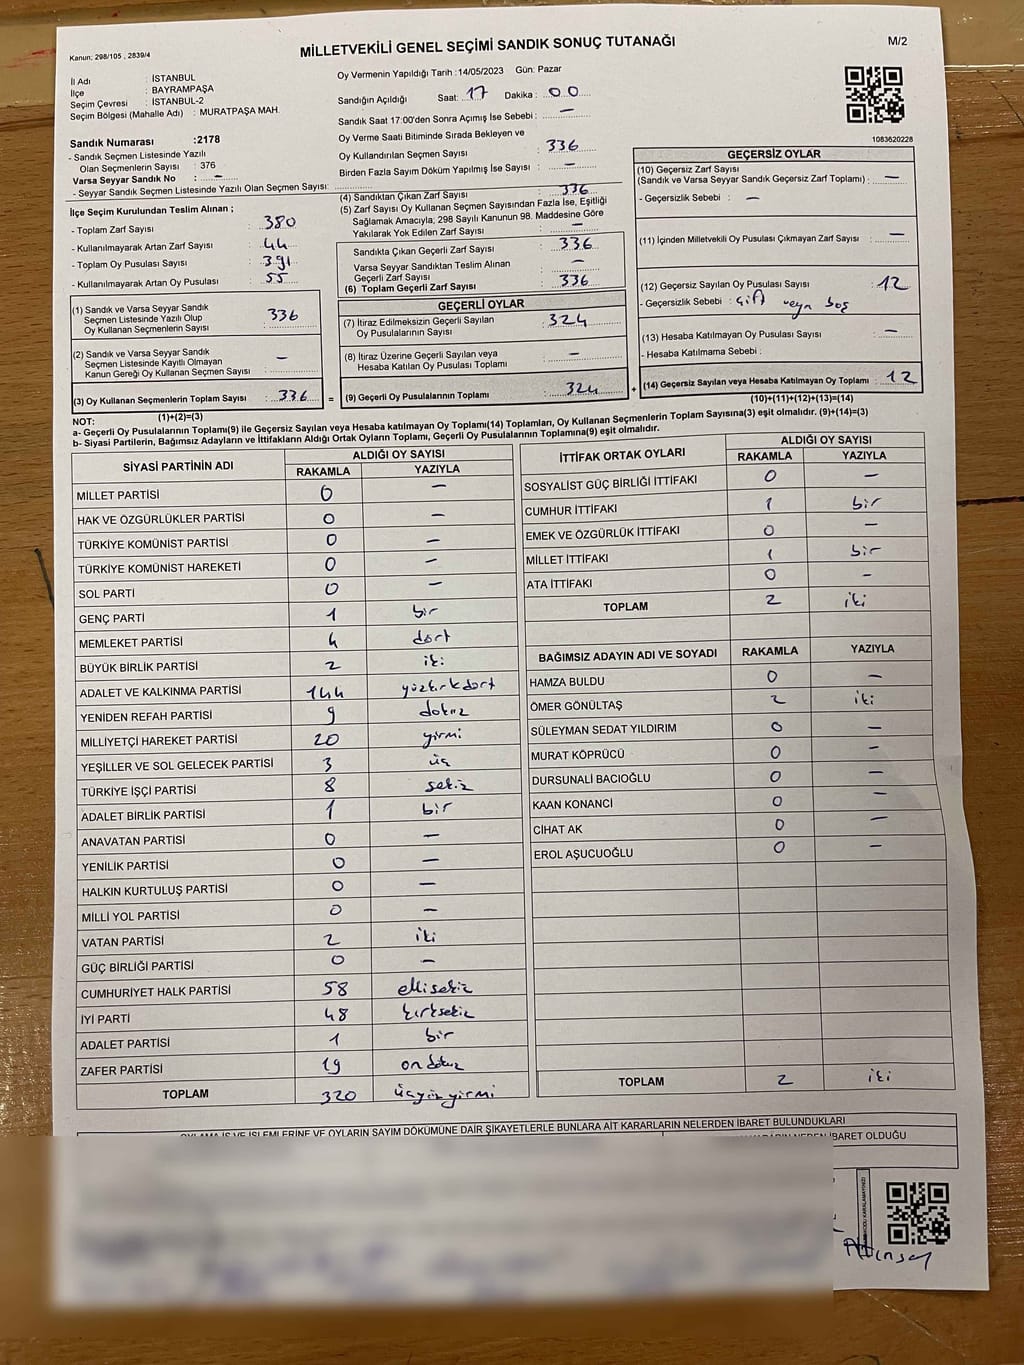 Kanun: 298/105 , 2839/4
MİLLETVEKİLİ GENEL SEÇİMİ SANDIK SONUÇ TUTANAĞI
M/2
İl Adı : İSTANBUL
İlçe : BAYRAMPAŞA
Seçim Çevresi : İSTANBUL-2
Seçim Bölgesi (Mahalle Adı) : MURATPAŞA MAH.
Oy Vermenin Yapıldığı Tarih :14/05/2023 Gün: Pazar
Sandığın Açıldığı Saat: 17 Dakika : 00
Sandık Saat 17:00'den Sonra Açımış İse Sebebi : —
Oy Verme Saati Bitiminde Sırada Bekleyen ve
Oy Kullandırılan Seçmen Sayısı : 336
Birden Fazla Sayım Döküm Yapılmış İse Sayısı : —
1083620228
Sandık Numarası :2178
- Sandık Seçmen Listesinde Yazılı
Olan Seçmenlerin Sayısı : 376
Varsa Seyyar Sandık No : —
- Seyyar Sandık Seçmen Listesinde Yazılı Olan Seçmen Sayısı:
İlçe Seçim Kurulundan Teslim Alınan ;
- Toplam Zarf Sayısı : 380
- Kullanılmayarak Artan Zarf Sayısı : 44
- Toplam Oy Pusulası Sayısı : 391
- Kullanılmayarak Artan Oy Pusulası : 55
(4) Sandıktan Çıkan Zarf Sayısı : 336
(5) Zarf Sayısı Oy Kullanan Seçmen Sayısından Fazla İse, Eşitliği
Sağlamak Amacıyla, 298 Sayılı Kanunun 98. Maddesine Göre
Yakılarak Yok Edilen Zarf Sayısı : —
Sandıkta Çıkan Geçerli Zarf Sayısı : 336
Varsa Seyyar Sandıktan Teslim Alınan
Geçerli Zarf Sayısı : —
(6) Toplam Geçerli Zarf Sayısı : 336
GEÇERSİZ OYLAR
(10) Geçersiz Zarf Sayısı
(Sandık ve Varsa Seyyar Sandık Geçersiz Zarf Toplamı) : —
- Geçersizlik Sebebi : —
(11) İçinden Milletvekili Oy Pusulası Çıkmayan Zarf Sayısı : —
(12) Geçersiz Sayılan Oy Pusulası Sayısı : 12
- Geçersizlik Sebebi : çift veya boş
(13) Hesaba Katılmayan Oy Pusulası Sayısı : —
- Hesaba Katılmama Sebebi :
(14) Geçersiz Sayılan veya Hesaba Katılmayan Oy Toplamı : 12
(10)+(11)+(12)+(13)=(14)
(1) Sandık ve Varsa Seyyar Sandık
Seçmen Listesinde Yazılı Olup
Oy Kullanan Seçmenlerin Sayısı : 336
(2) Sandık ve Varsa Seyyar Sandık
Seçmen Listesinde Kayıtlı Olmayan
Kanun Gereği Oy Kullanan Seçmen Sayısı : —
(3) Oy Kullanan Seçmenlerin Toplam Sayısı : 336 =
(1)+(2)=(3)
GEÇERLİ OYLAR
(7) İtiraz Edilmeksizin Geçerli Sayılan
Oy Pusulalarının Sayısı : 324
(8) İtiraz Üzerine Geçerli Sayılan veya
Hesaba Katılan Oy Pusulası Toplamı : —
(9) Geçerli Oy Pusulalarının Toplamı : 324 +
NOT:
a- Geçerli Oy Pusulasının Toplamı(9) ile Geçersiz Sayılan veya Hesaba katılmayan Oy Toplamı(14) Toplamları, Oy Kullanan Seçmenlerin Toplam Sayısına(3) eşit olmalıdır. (9)+(14)=(3)
b- Siyasi Partilerin, Bağımsız Adayların ve İttifakların Aldığı Ortak Oyların Toplamı, Geçerli Oy Pusulalarının Toplamına(9) eşit olmalıdır.
SİYASİ PARTİNİN ADI ALDIĞI OY SAYISI
RAKAMLA YAZIYLA
MİLLET PARTİSİ 0 —
HAK VE ÖZGÜRLÜKLER PARTİSİ 0 —
TÜRKİYE KOMÜNİST PARTİSİ 0 —
TÜRKİYE KOMÜNİST HAREKETİ 0 —
SOL PARTİ 0 —
GENÇ PARTİ 1 bir
MEMLEKET PARTİSİ 4 dört
BÜYÜK BİRLİK PARTİSİ 2 iki
ADALET VE KALKINMA PARTİSİ 144 yüzkırkdört
YENİDEN REFAH PARTİSİ 9 dokuz
MİLLİYETÇİ HAREKET PARTİSİ 20 yirmi
YEŞİLLER VE SOL GELECEK PARTİSİ 3 üç
TÜRKİYE İŞÇİ PARTİSİ 8 sekiz
ADALET BİRLİK PARTİSİ 1 bir
ANAVATAN PARTİSİ 0 —
YENİLİK PARTİSİ 0 —
HALKIN KURTULUŞ PARTİSİ 0 —
MİLLİ YOL PARTİSİ 0 —
VATAN PARTİSİ 2 iki
GÜÇ BİRLİĞİ PARTİSİ 0 —
CUMHURİYET HALK PARTİSİ 58 ellisekiz
İYİ PARTİ 48 kırksekiz
ADALET PARTİSİ 1 bir
ZAFER PARTİSİ 19 ondokuz
TOPLAM 320 üçyüzyirmi
İTTİFAK ORTAK OYLARI ALDIĞI OY SAYISI
RAKAMLA YAZIYLA
SOSYALİST GÜÇ BİRLİĞİ İTTİFAKI 0 —
CUMHUR İTTİFAKI 1 bir
EMEK VE ÖZGÜRLÜK İTTİFAKI 0 —
MİLLET İTTİFAKI 1 bir
ATA İTTİFAKI 0 —
TOPLAM 2 iki
BAĞIMSIZ ADAYIN ADI VE SOYADI RAKAMLA YAZIYLA
HAMZA BULDU 0 —
ÖMER GÖNÜLTAŞ 2 iki
SÜLEYMAN SEDAT YILDIRIM 0 —
MURAT KÖPRÜCÜ 0 —
DURSUNALİ BACIOĞLU 0 —
KAAN KONANCİ 0 —
CİHAT AK 0 —
EROL AŞUCUOĞLU 0 —
TOPLAM 2 iki
OYLAMA İŞ VE İŞLEMLERİNE VE OYLARIN SAYIM DÖKÜMÜNE DAİR ŞİKAYETLERLE BUNLARA AİT KARARLARIN NELERDEN İBARET BULUNDUKLARI
NEDEN İBARET OLDUĞU
KARALAMAYINIZ